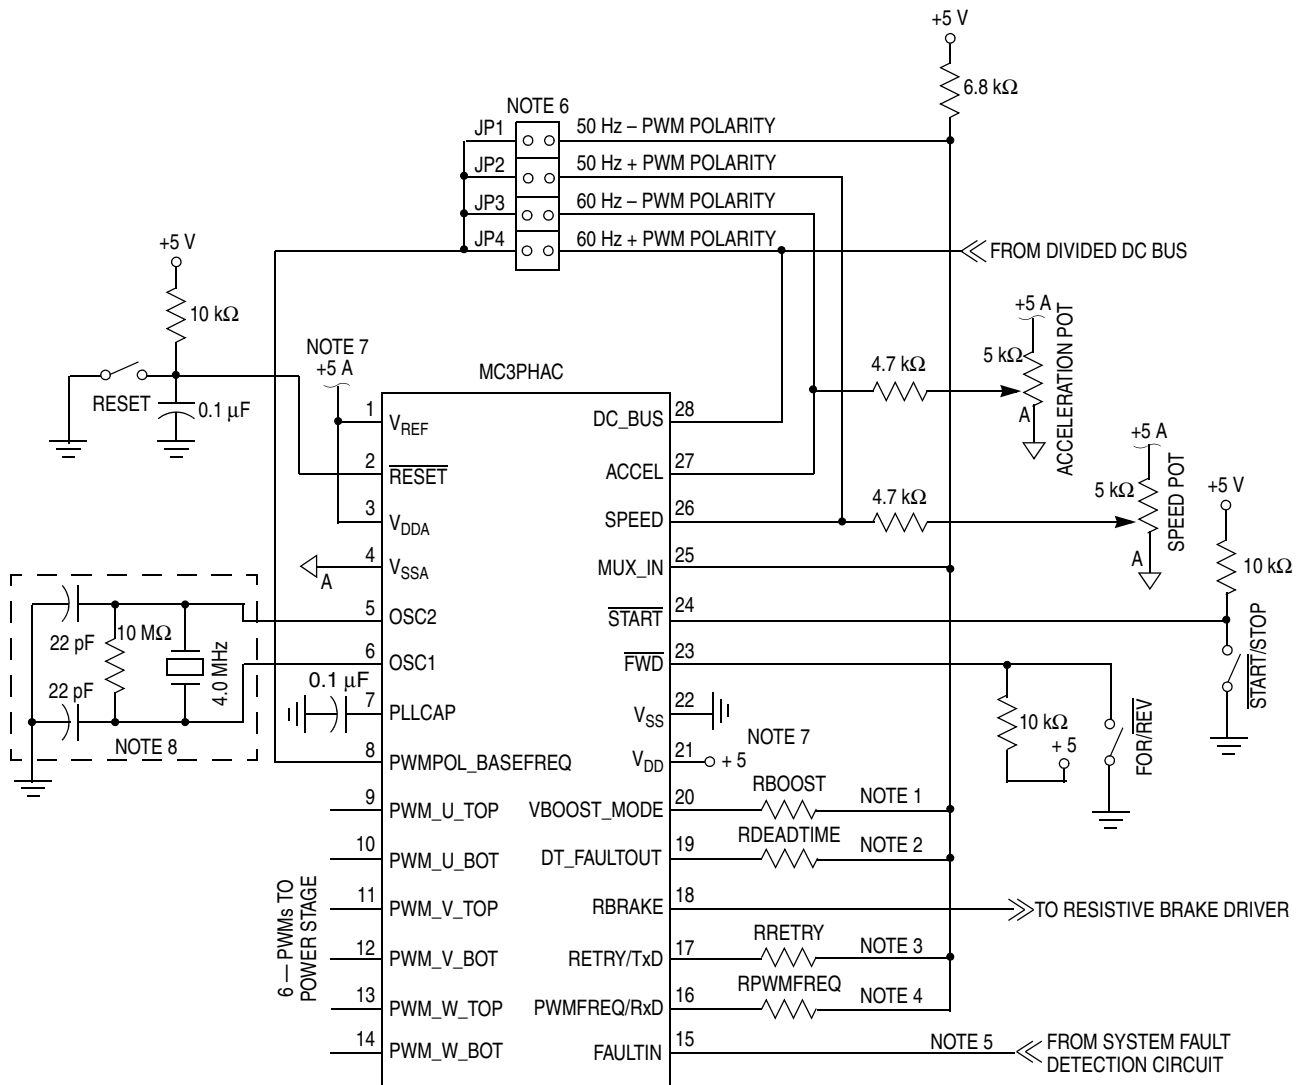 +5 V
6.8 kΩ
NOTE 6
JP1
50 Hz – PWM POLARITY
JP2
50 Hz + PWM POLARITY
JP3
60 Hz – PWM POLARITY
JP4
60 Hz + PWM POLARITY
FROM DIVIDED DC BUS
+5 V
10 kΩ
RESET
0.1 µF
NOTE 7
+5 A
MC3PHAC
4.7 kΩ
+5 A
5 kΩ
A
ACCELERATION POT
4.7 kΩ
+5 A
5 kΩ
A
SPEED POT
+5 V
10 kΩ
START/STOP
1
VREF
2
RESET
3
VDDA
4
VSSA
A
5
OSC2
6
OSC1
7
PLLCAP
0.1 µF
8
PWMPOL_BASEFREQ
9
PWM_U_TOP
10
PWM_U_BOT
11
PWM_V_TOP
12
PWM_V_BOT
13
PWM_W_TOP
14
PWM_W_BOT
6 — PWMs TO
POWER STAGE
22 pF
10 MΩ
4.0 MHz
22 pF
NOTE 8
DC_BUS
28
ACCEL
27
SPEED
26
MUX_IN
25
START
24
FWD
23
VSS
22
NOTE 7
VDD
21
+ 5
10 kΩ
+ 5
FOR/REV
VBOOST_MODE
20
RBOOST
NOTE 1
DT_FAULTOUT
19
RDEADTIME
NOTE 2
RBRAKE
18
TO RESISTIVE BRAKE DRIVER
RETRY/TxD
17
RRETRY
NOTE 3
PWMFREQ/RxD
16
RPWMFREQ
NOTE 4
FAULTIN
15
NOTE 5
FROM SYSTEM FAULT
DETECTION CIRCUIT